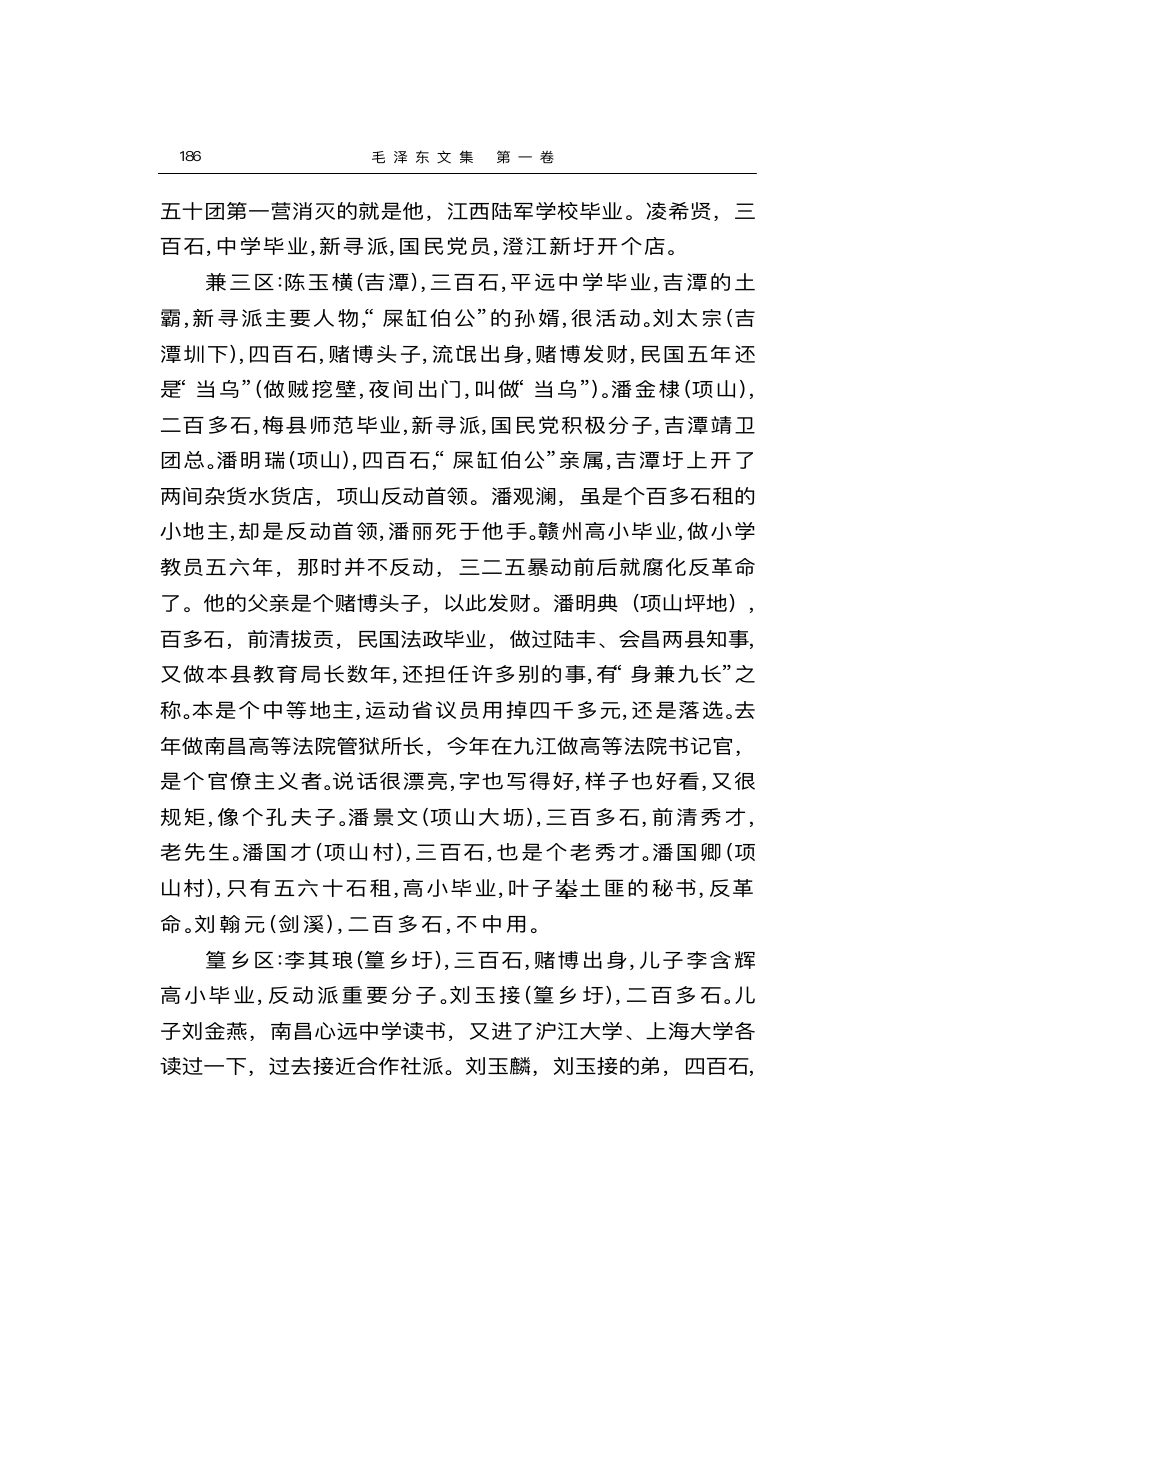 186 毛泽东文集 第一卷
五十团第一营消灭的就是他，江西陆军学校毕业。凌希贤，三
百石,中学毕业,新寻派,国民党员,澄江新圩开个店。
兼三区:陈玉横(吉潭),三百石,平远中学毕业,吉潭的土
霸,新寻派主要人物,“屎缸伯公”的孙婿,很活动。刘太宗(吉
潭圳下),四百石,赌博头子,流氓出身,赌博发财,民国五年还
是“当乌”(做贼挖壁,夜间出门,叫做“当乌”)。潘金棣(项山),
二百多石,梅县师范毕业,新寻派,国民党积极分子,吉潭靖卫
团总。潘明瑞(项山),四百石,“屎缸伯公”亲属,吉潭圩上开了
两间杂货水货店，项山反动首领。潘观澜，虽是个百多石租的
小地主,却是反动首领,潘丽死于他手。赣州高小毕业,做小学
教员五六年，那时并不反动，三二五暴动前后就腐化反革命
了。他的父亲是个赌博头子，以此发财。潘明典（项山坪地）,
百多石，前清拔贡，民国法政毕业，做过陆丰、会昌两县知事,
又做本县教育局长数年,还担任许多别的事,有“身兼九长”之
称。本是个中等地主,运动省议员用掉四千多元,还是落选。去
年做南昌高等法院管狱所长，今年在九江做高等法院书记官，
是个官僚主义者。说话很漂亮,字也写得好,样子也好看,又很
规矩,像个孔夫子。潘景文(项山大坜),三百多石,前清秀才,
老先生。潘国才(项山村),三百石,也是个老秀才。潘国卿(项
山村),只有五六十石租,高小毕业,叶子輋土匪的秘书,反革
命。刘翰元(剑溪),二百多石,不中用。
篁乡区:李其琅(篁乡圩),三百石,赌博出身,儿子李含辉
高小毕业,反动派重要分子。刘玉接(篁乡圩),二百多石。儿
子刘金燕，南昌心远中学读书，又进了沪江大学、上海大学各
读过一下，过去接近合作社派。刘玉麟，刘玉接的弟，四百石,